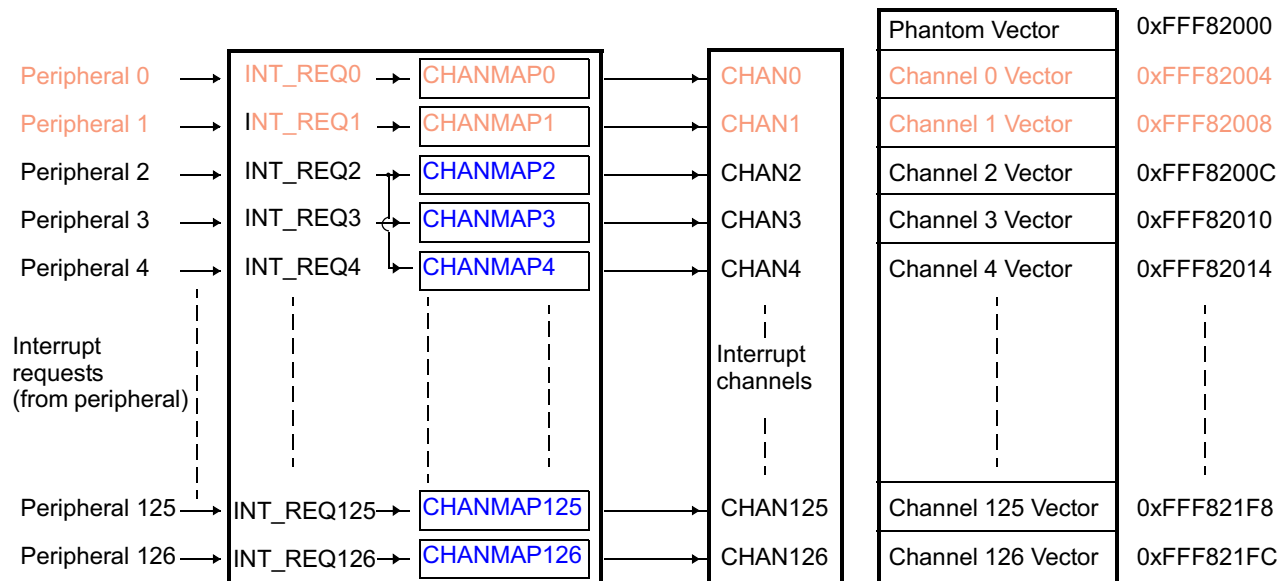 Phantom Vector 0xFFF82000
Peripheral 0 INT_REQ0 CHANMAP0 CHAN0 Channel 0 Vector 0xFFF82004
Peripheral 1 INT_REQ1 CHANMAP1 CHAN1 Channel 1 Vector 0xFFF82008
Peripheral 2 INT_REQ2 CHANMAP2 CHAN2 Channel 2 Vector 0xFFF8200C
Peripheral 3 INT_REQ3 CHANMAP3 CHAN3 Channel 3 Vector 0xFFF82010
Peripheral 4 INT_REQ4 CHANMAP4 CHAN4 Channel 4 Vector 0xFFF82014
Interrupt
requests
(from peripheral)
Interrupt
channels
Peripheral 125 INT_REQ125 CHANMAP125 CHAN125 Channel 125 Vector 0xFFF821F8
Peripheral 126 INT_REQ126 CHANMAP126 CHAN126 Channel 126 Vector 0xFFF821FC